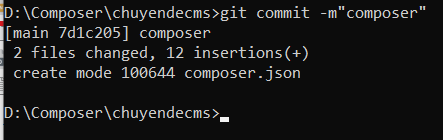 D:\Composer\chuyendecms>git commit -m"composer"
[main 7d1c205] composer
 2 files changed, 12 insertions(+)
 create mode 100644 composer.json
D:\Composer\chuyendecms>